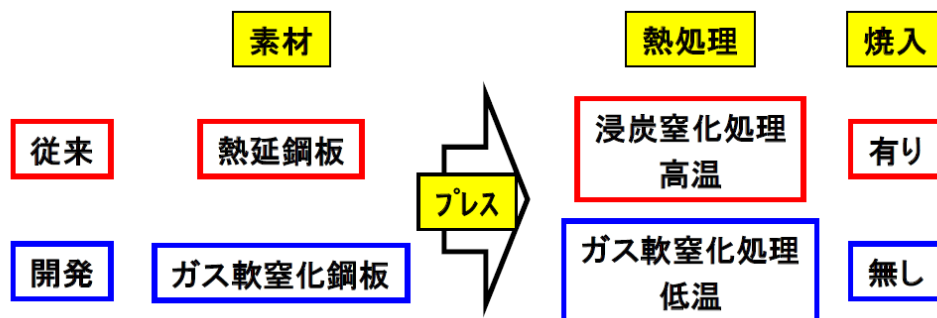 素材
熱処理
焼入
従来
熱延鋼板
浸炭窒化処理
高温
有り
プレス
開発
ガス軟窒化鋼板
ガス軟窒化処理
低温
無し